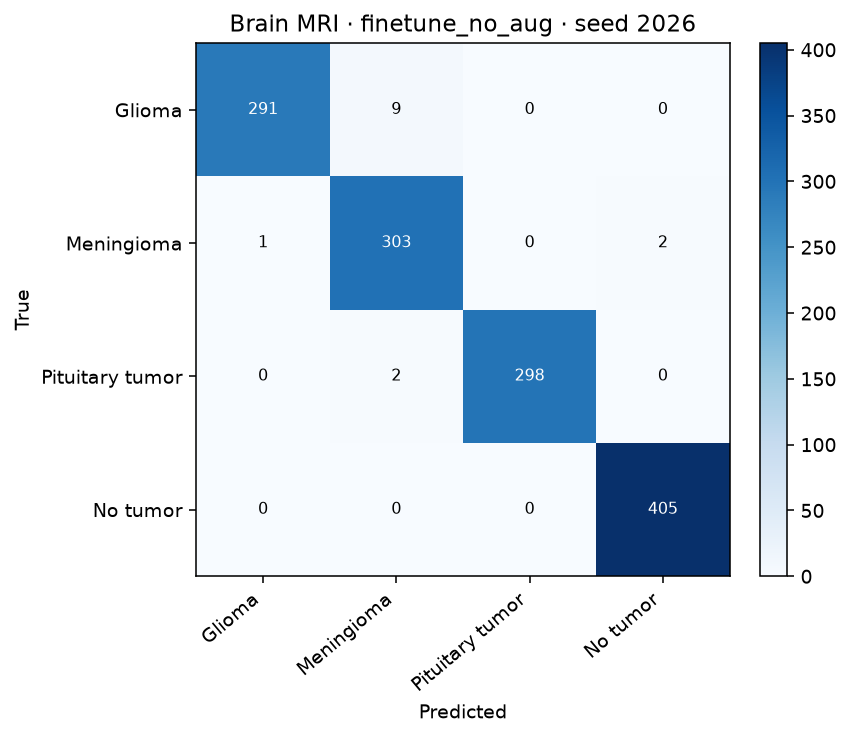 Brain MRI · finetune_no_aug · seed 2026
True
Glioma 291 9 0 0
Meningioma 1 303 0 2
Pituitary tumor 0 2 298 0
No tumor 0 0 0 405
Glioma
Meningioma
Pituitary tumor
No tumor
Predicted
400
350
300
250
200
150
100
50
0